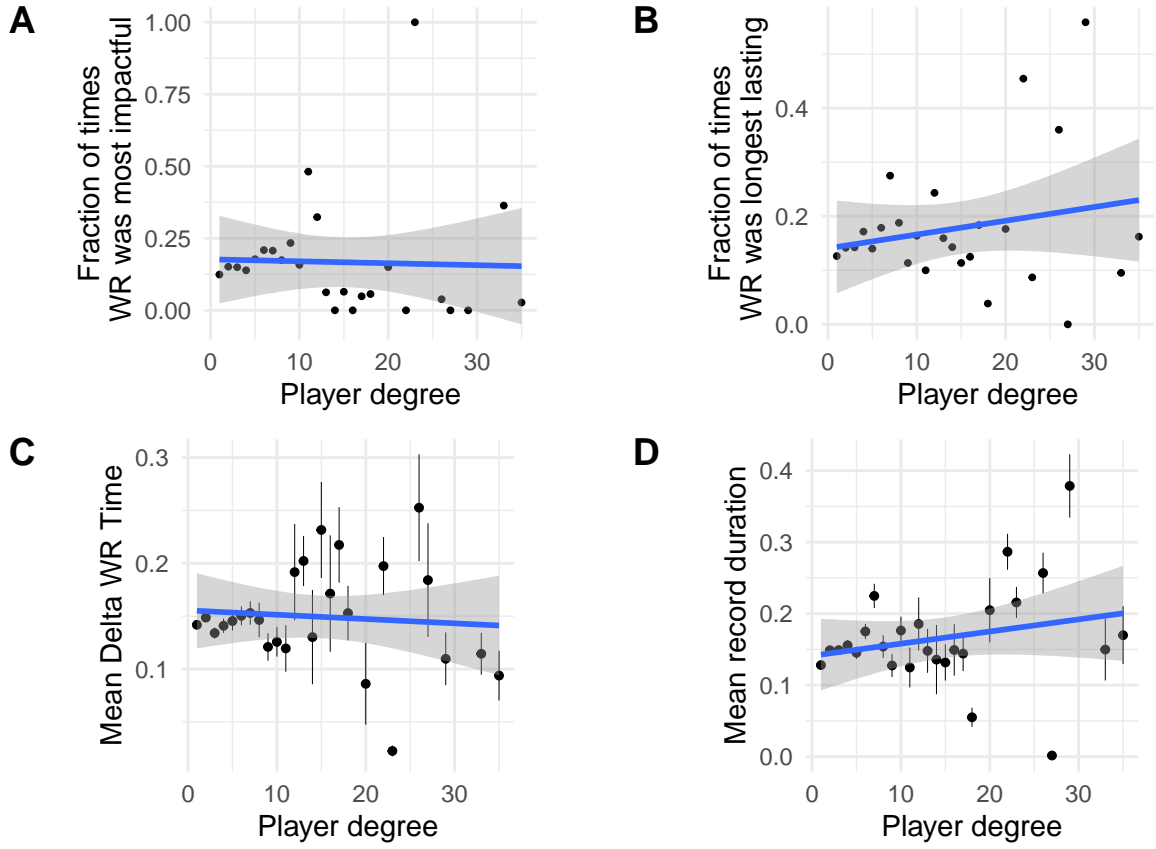 A
Fraction of times
WR was most impactful
1.00
0.75
0.50
0.25
0.00
0 10 20 30
Player degree
B
Fraction of times
WR was longest lasting
0.4
0.2
0.0
0 10 20 30
Player degree
C
Mean Delta WR Time
0.3
0.2
0.1
0 10 20 30
Player degree
D
Mean record duration
0.4
0.3
0.2
0.1
0.0
0 10 20 30
Player degree